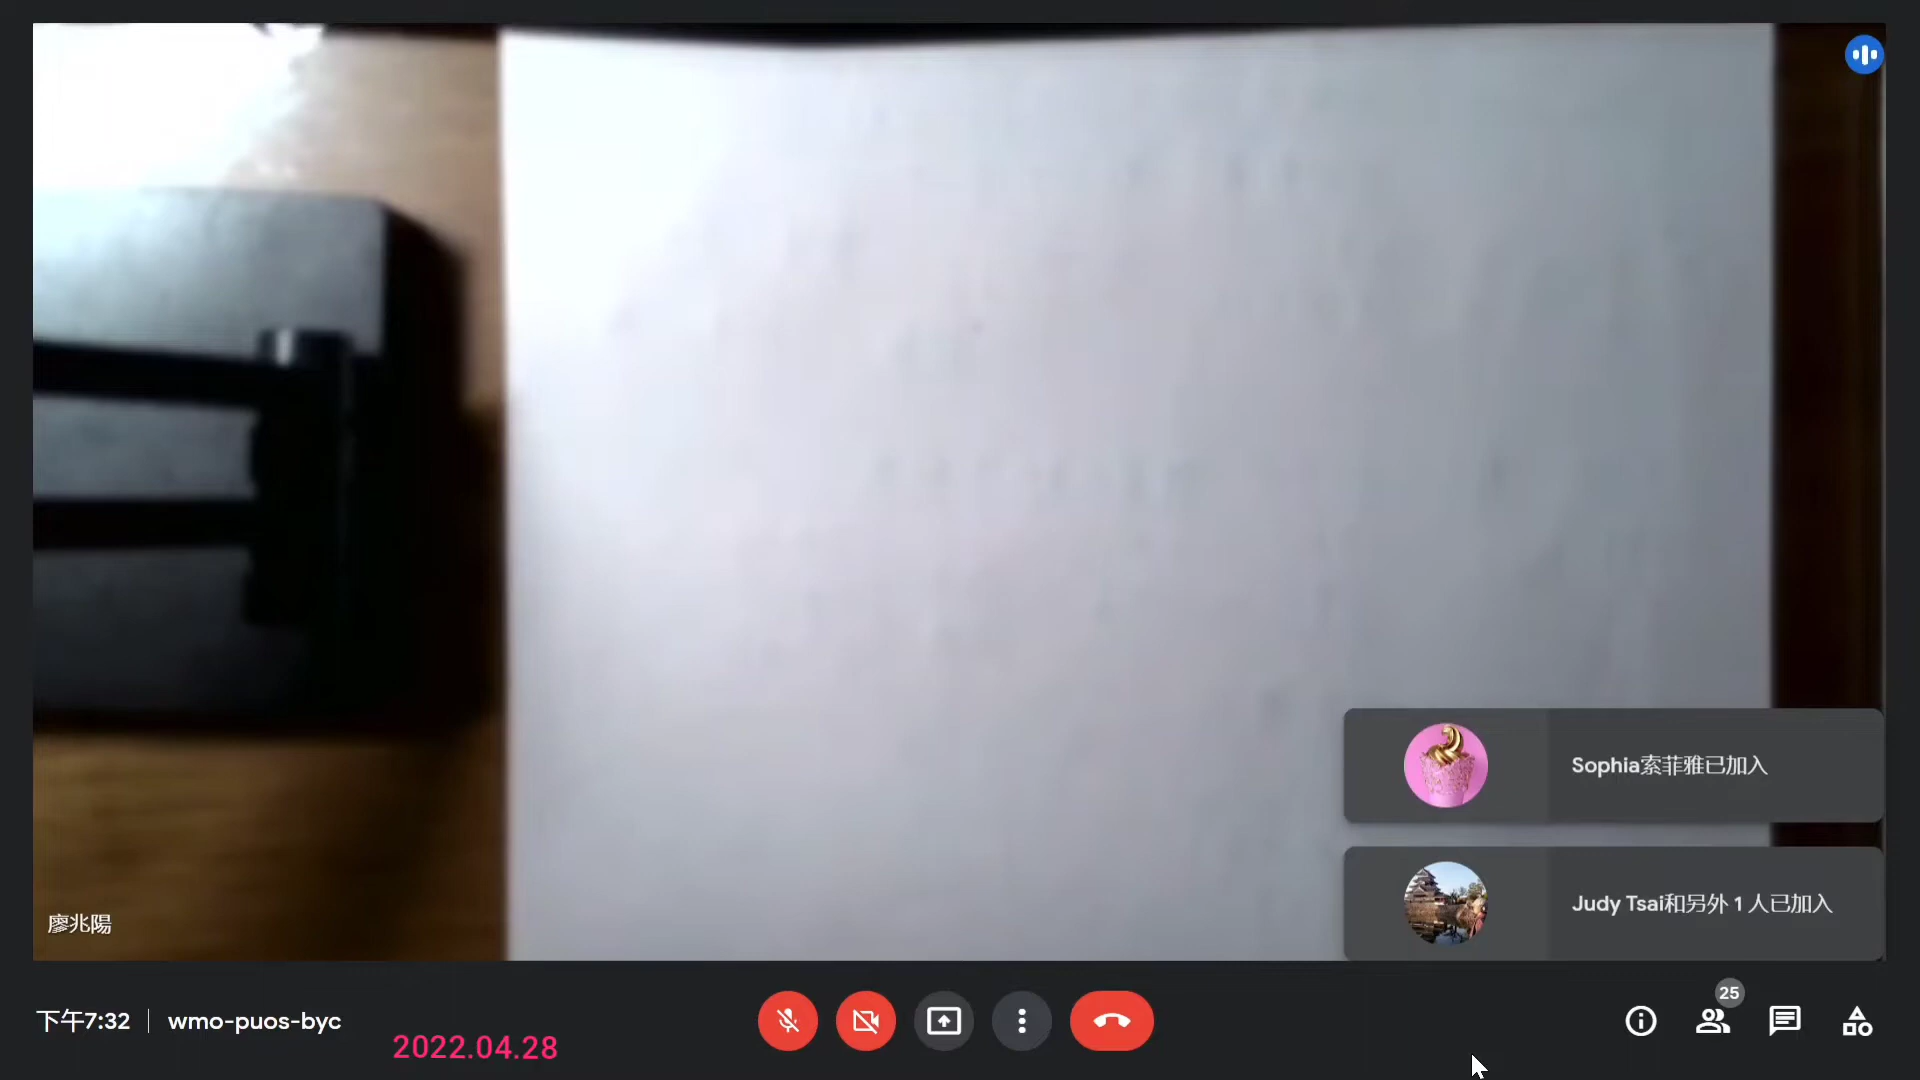 Sophia索菲雅已加入
Judy Tsai和另外 1 人已加入
廖兆陽
25
下午7:32
wmo-puos-byc
2022.04.28